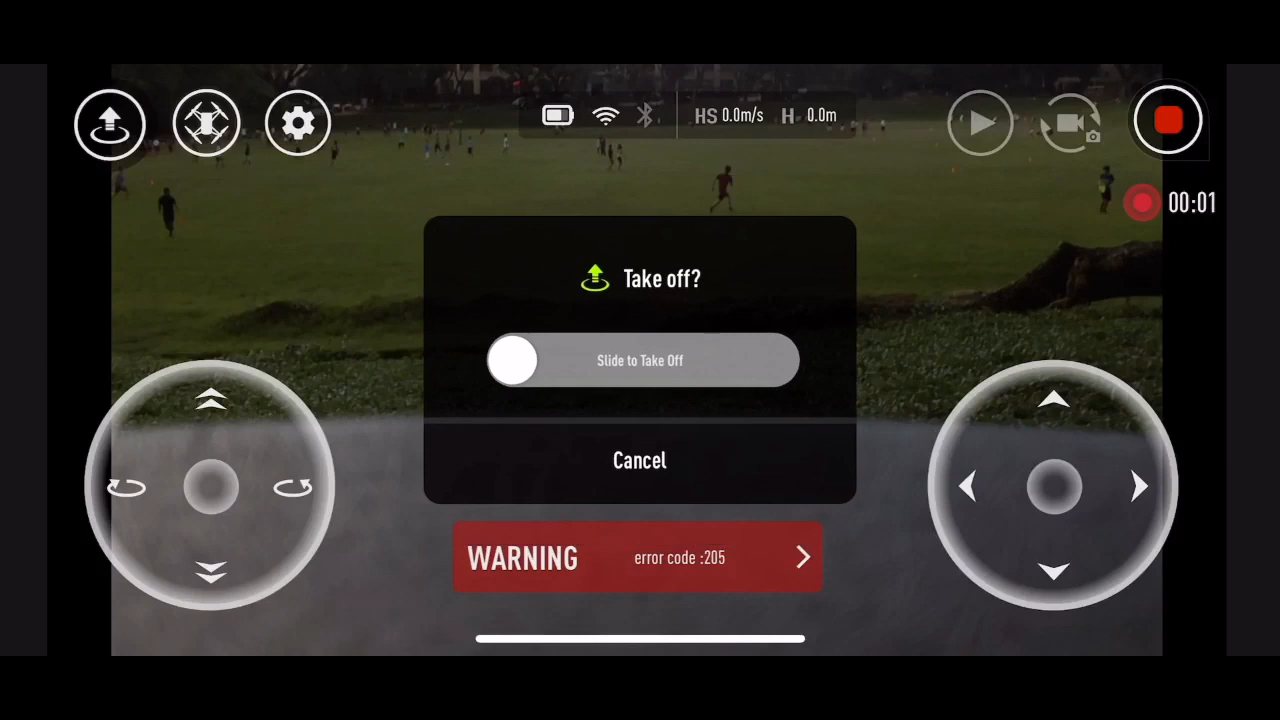 HS 0.0m/s H 0.0m
00:01
Take off?
Slide to Take Off
Cancel
WARNING error code :205